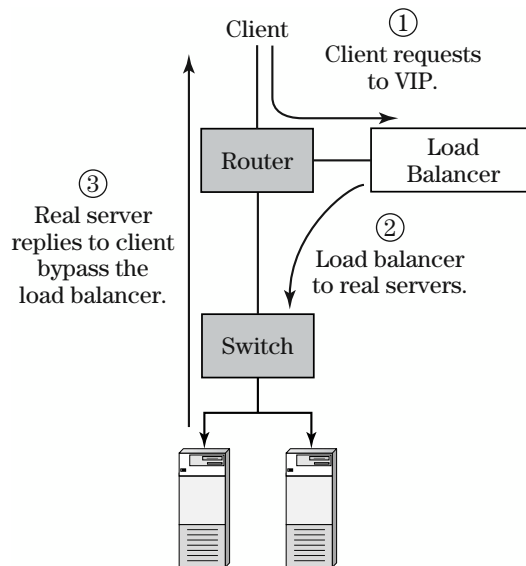 Client
①
Client requests
to VIP.
Router
Load
Balancer
③
Real server
replies to client
bypass the
load balancer.
②
Load balancer
to real servers.
Switch